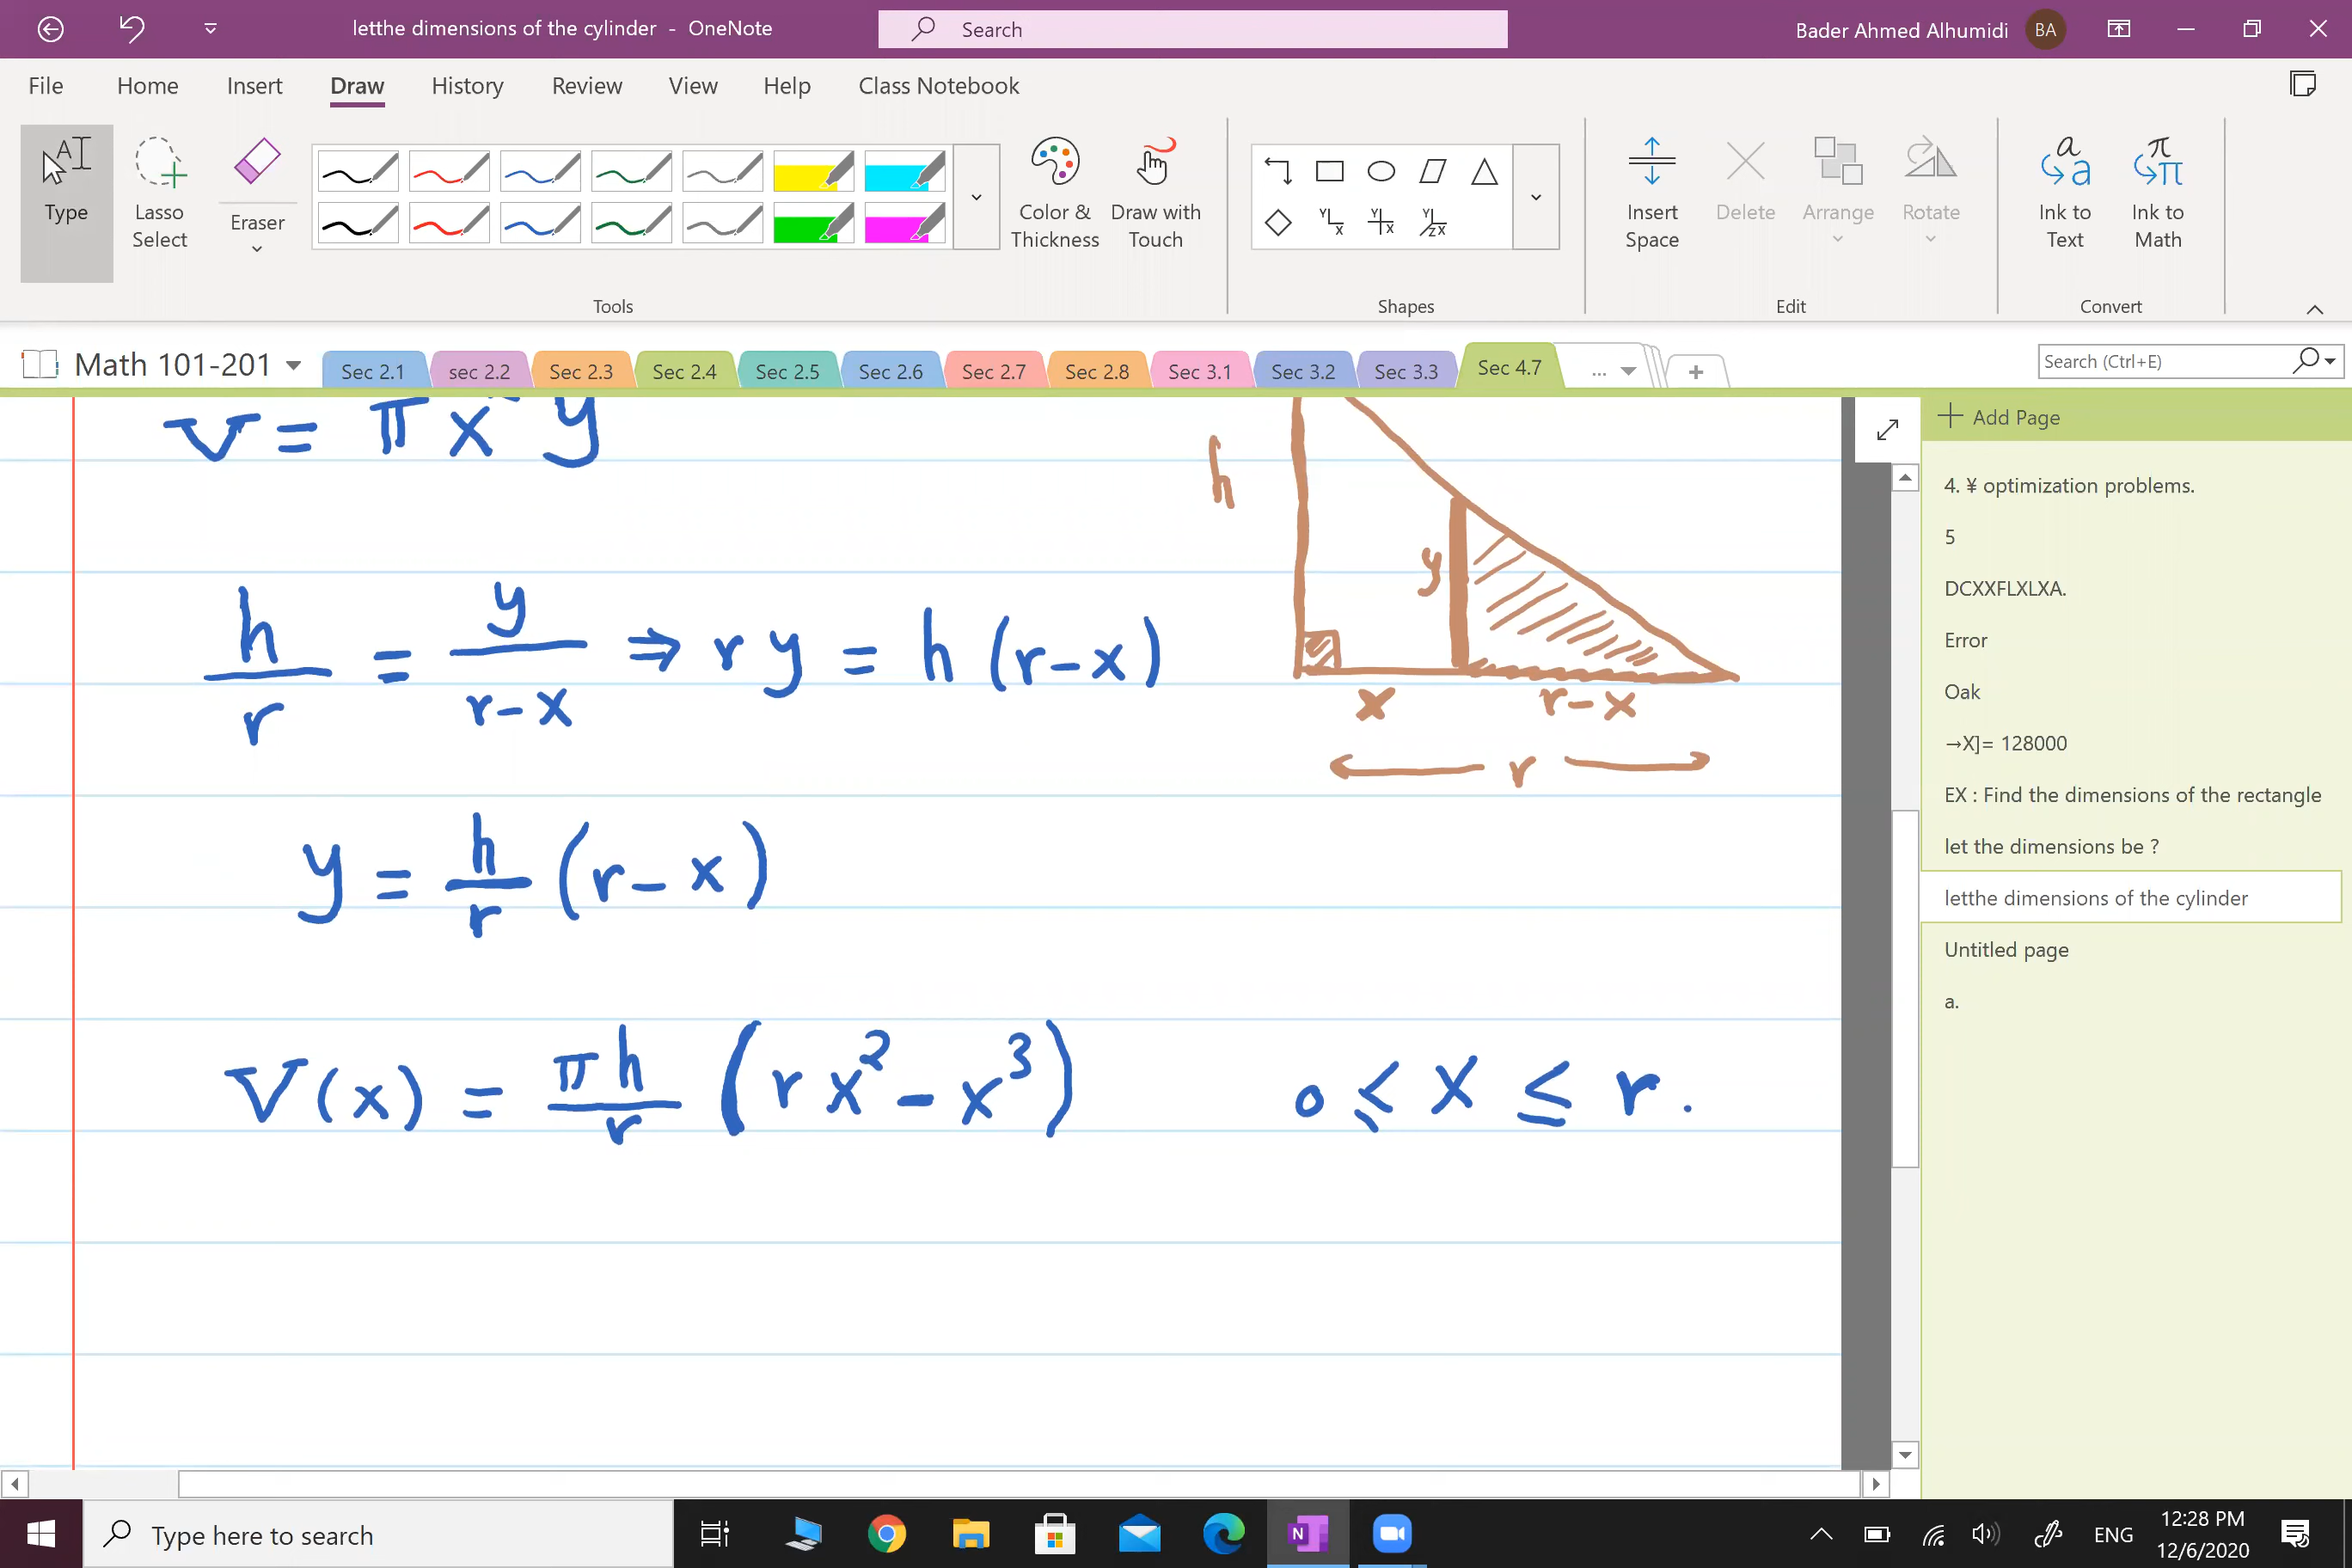 letthe dimensions of the cylinder - OneNote
Search
Bader Ahmed Alhumidi BA
File Home Insert Draw History Review View Help Class Notebook
Type
Lasso Select
Eraser
Color & Thickness
Draw with Touch
Insert Space
Delete
Arrange
Rotate
Ink to Text
Ink to Math
Tools
Shapes
Edit
Convert
Math 101-201
Sec 2.1 sec 2.2 Sec 2.3 Sec 2.4 Sec 2.5 Sec 2.6 Sec 2.7 Sec 2.8 Sec 3.1 Sec 3.2 Sec 3.3 Sec 4.7 ... +
Search (Ctrl+E)
V = π x² y
h
y
x
r-x
r
h/r = y/(r-x) ⇒ r y = h (r-x)
y = h/r (r-x)
V(x) = πh/r (r x² - x³) 0 ≤ x ≤ r.
Add Page
4. ¥ optimization problems.
5
DCXXFLXLXA.
Error
Oak
→X]= 128000
EX : Find the dimensions of the rectangle
let the dimensions be ?
letthe dimensions of the cylinder
Untitled page
a.
Type here to search
ENG
12:28 PM
12/6/2020